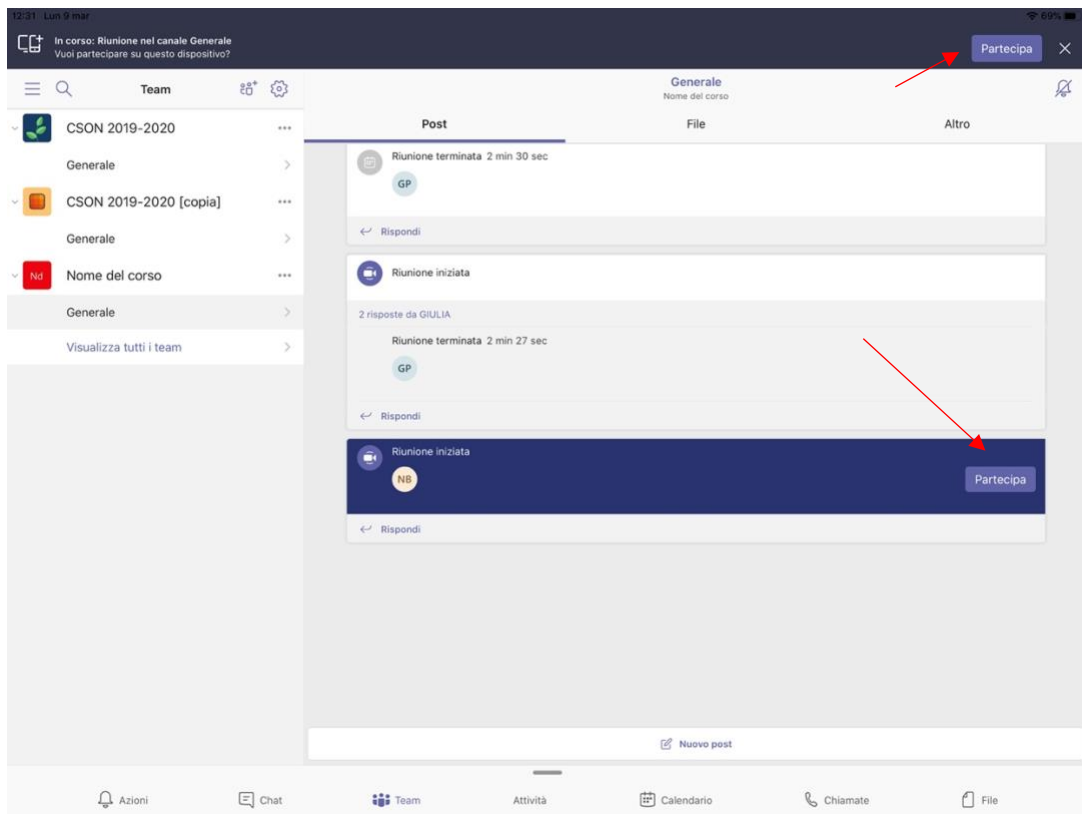 12:31 Lun 9 mar
69%
In corso: Riunione nel canale Generale
Vuoi partecipare su questo dispositivo?
Partecipa
Team
Generale
Nome del corso
CSON 2019-2020
Generale
CSON 2019-2020 [copia]
Generale
Nd
Nome del corso
Generale
Visualizza tutti i team
Post
File
Altro
Riunione terminata 2 min 30 sec
GP
Rispondi
Riunione iniziata
2 risposte da GIULIA
Riunione terminata 2 min 27 sec
GP
Rispondi
Riunione iniziata
NB
Partecipa
Rispondi
Nuovo post
Azioni
Chat
Team
Attività
Calendario
Chiamate
File